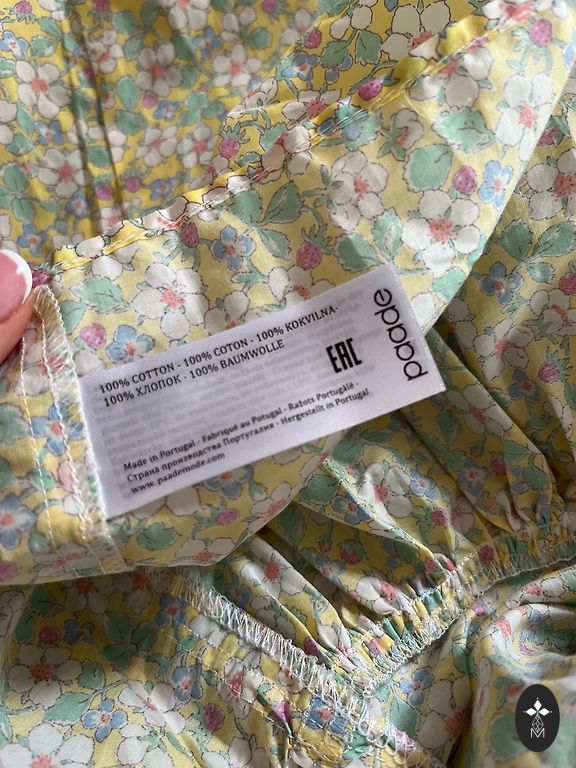 100% COTTON - 100% COTON - 100% KOKVILNA-
100% ХЛОПОК - 100% BAUMWOLLE
EAC
paade
Made in Portugal - Fabriqué au Potugal - Ražots Portugālē -
Страна производства Португалия - Hergestellt in Portugal
www.paademode.com